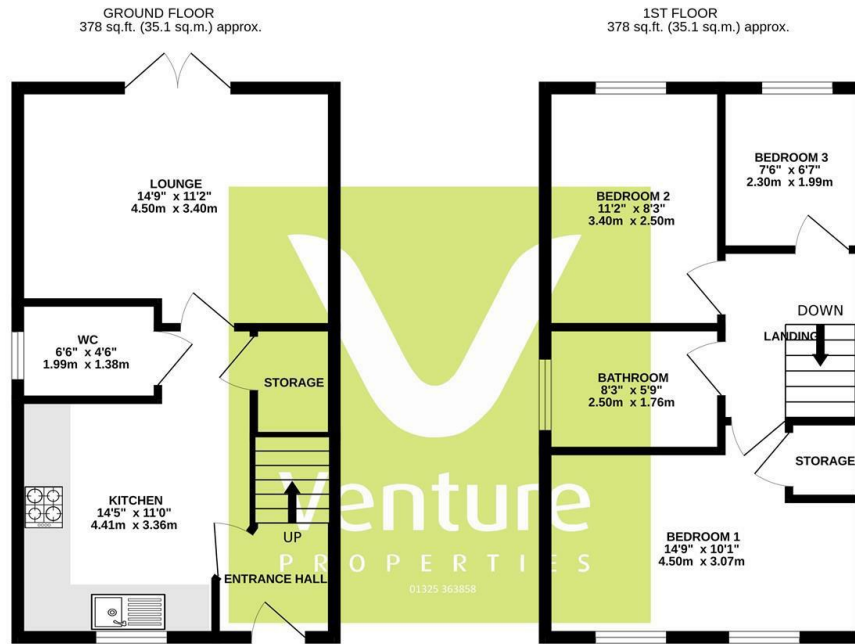 GROUND FLOOR
378 sq.ft. (35.1 sq.m.) approx.
1ST FLOOR
378 sq.ft. (35.1 sq.m.) approx.
LOUNGE
14'9" x 11'2"
4.50m x 3.40m
WC
6'6" x 4'6"
1.99m x 1.38m
STORAGE
KITCHEN
14'5" x 11'0"
4.41m x 3.36m
UP
ENTRANCE HALL
BEDROOM 2
11'2" x 8'3"
3.40m x 2.50m
BEDROOM 3
7'6" x 6'7"
2.30m x 1.99m
DOWN
LANDING
BATHROOM
8'3" x 5'9"
2.50m x 1.76m
STORAGE
BEDROOM 1
14'9" x 10'1"
4.50m x 3.07m
Venture
PROPERTIES
01325 363858